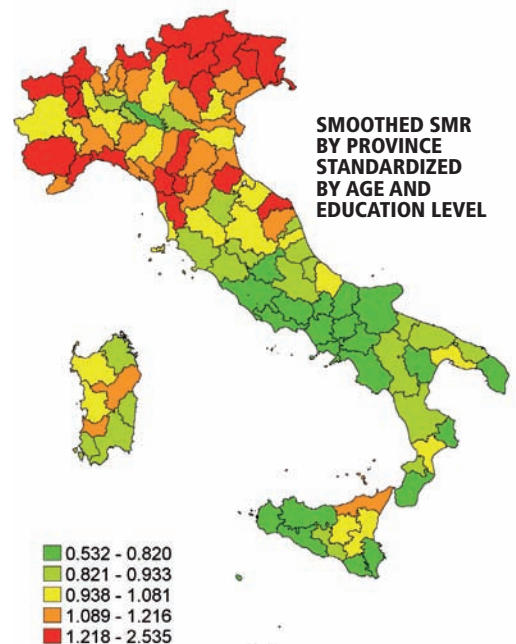 SMOOTHED SMR
BY PROVINCE
STANDARDIZED
BY AGE AND
EDUCATION LEVEL
0.532 - 0.820
0.821 - 0.933
0.938 - 1.081
1.089 - 1.216
1.218 - 2.535